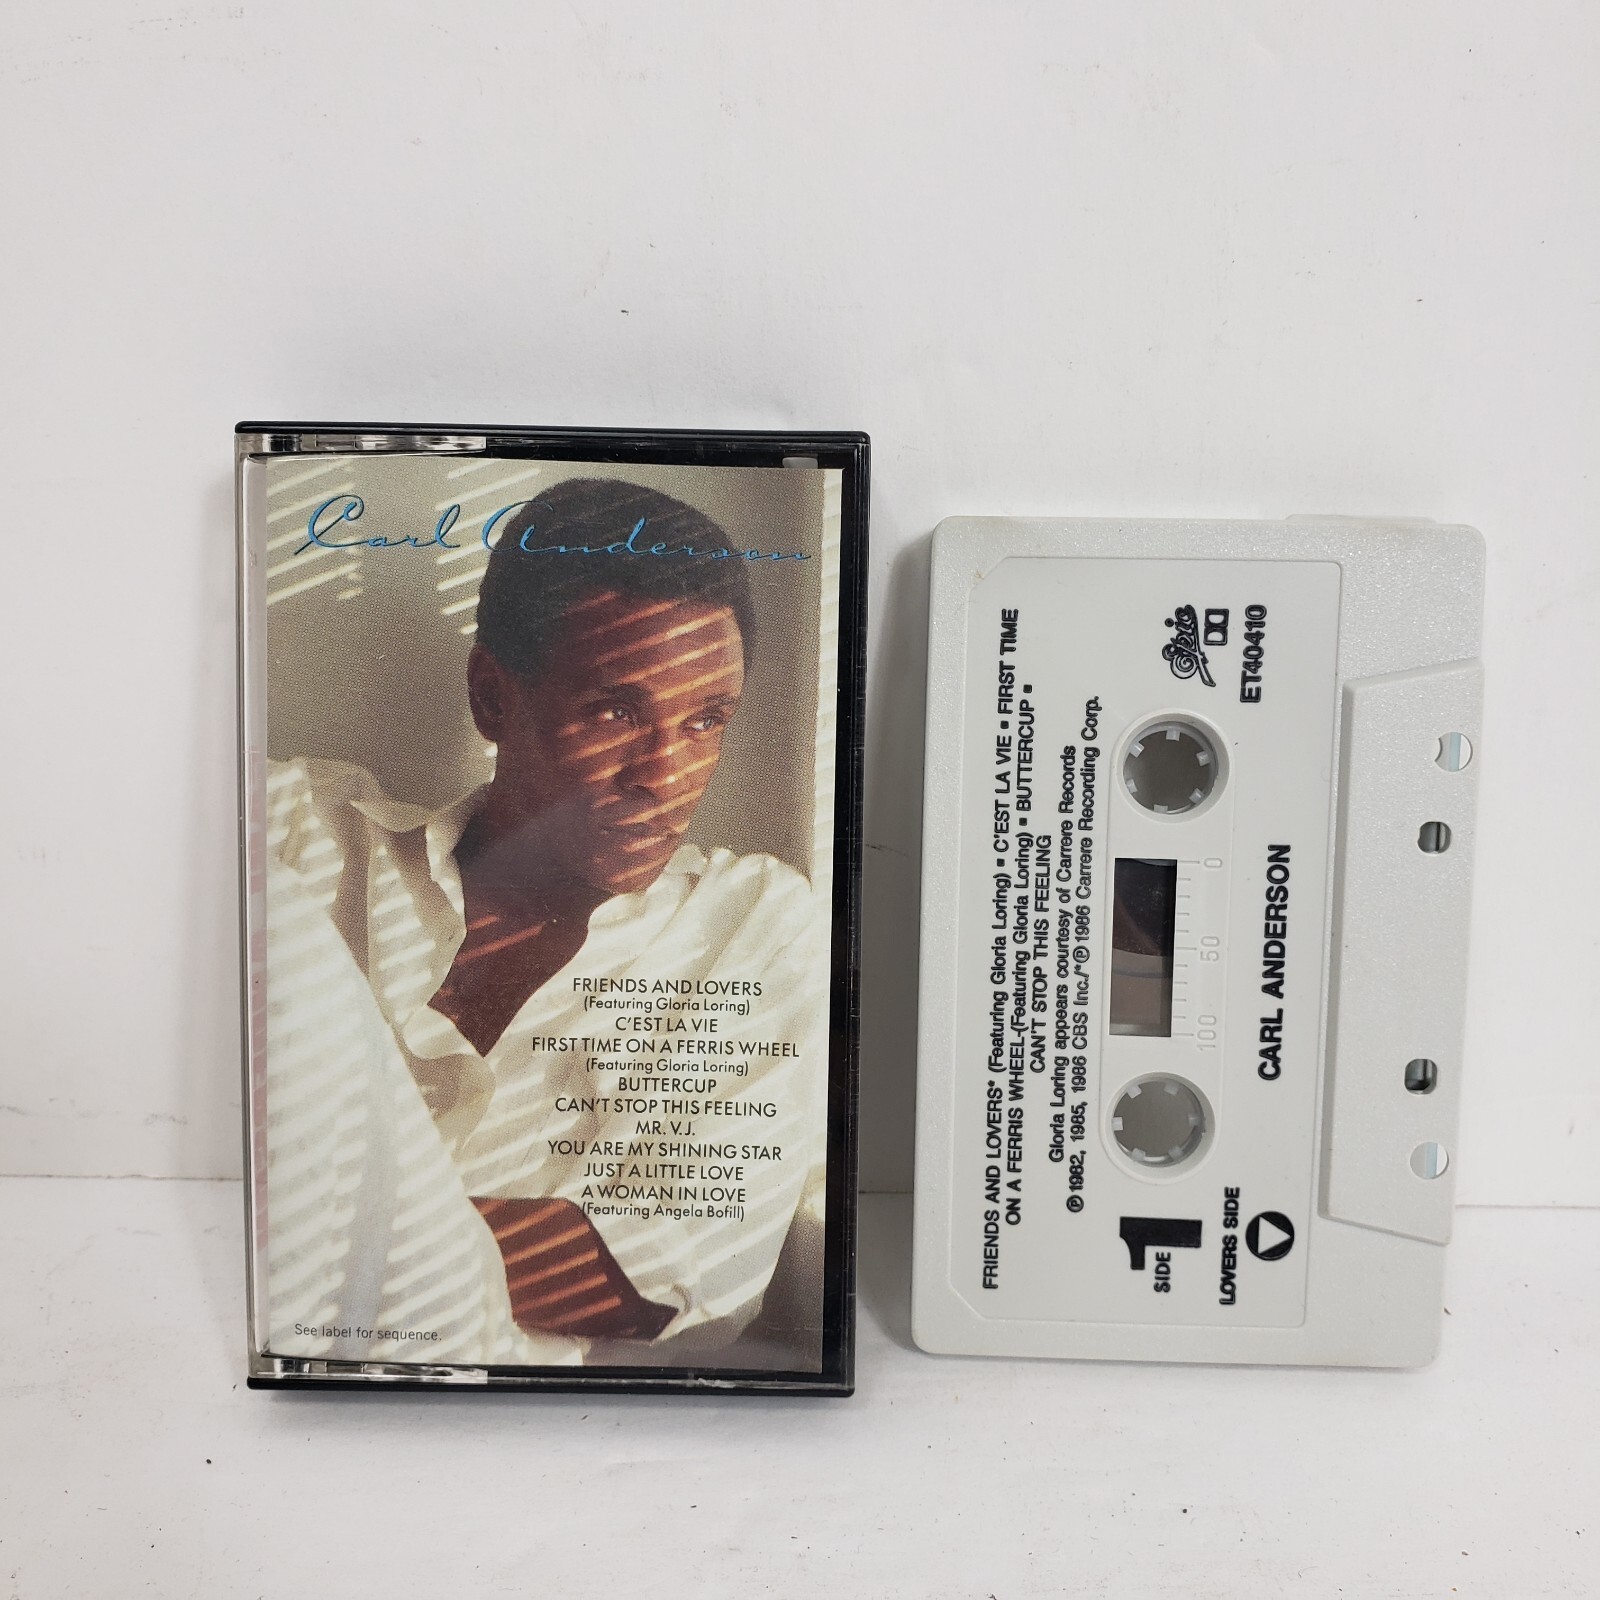 Carl Anderson
FRIENDS AND LOVERS
(Featuring Gloria Loring)
C'EST LA VIE
FIRST TIME ON A FERRIS WHEEL
(Featuring Gloria Loring)
BUTTERCUP
CAN'T STOP THIS FEELING
MR. V.J.
YOU ARE MY SHINING STAR
JUST A LITTLE LOVE
A WOMAN IN LOVE
(Featuring Angela Bofill)
See label for sequence.
FRIENDS AND LOVERS* (Featuring Gloria Loring) ▪ C'EST LA VIE ▪ FIRST TIME
ON A FERRIS WHEEL-(Featuring Gloria Loring) ▪ BUTTERCUP ▪
CAN'T STOP THIS FEELING
Gloria Loring appears courtesy of Carrere Records
℗1982, 1985, 1986 CBS Inc./*℗1986 Carrere Recording Corp.
SIDE 1
100 50 0
Epic
LOVERS SIDE
CARL ANDERSON
ET40410